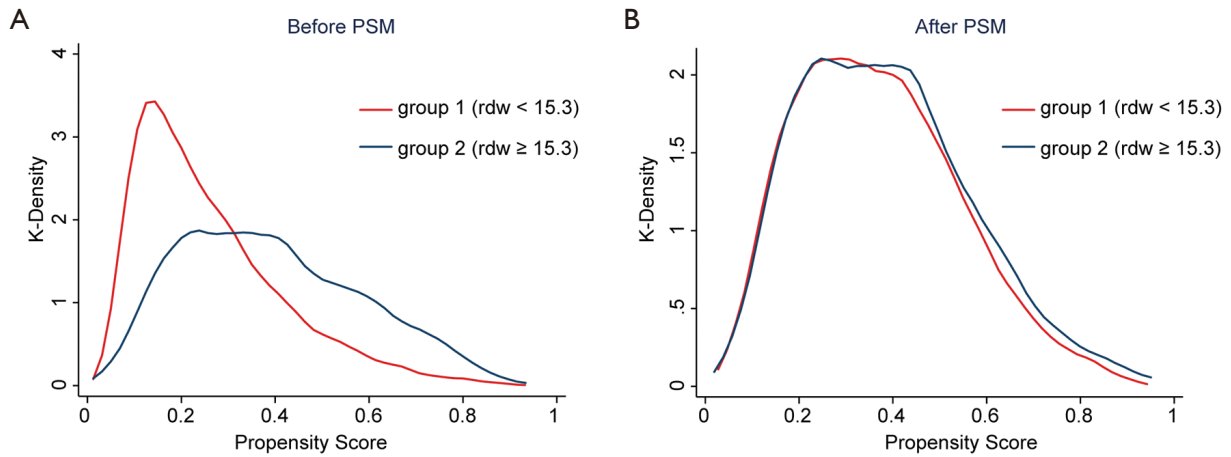 A
Before PSM
4
3
2
1
0
K-Density
group 1 (rdw < 15.3)
group 2 (rdw ≥ 15.3)
0
0.2
0.4
0.6
0.8
1
Propensity Score
B
After PSM
2
1.5
1
.5
0
K-Density
group 1 (rdw < 15.3)
group 2 (rdw ≥ 15.3)
0
0.2
0.4
0.6
0.8
1
Propensity Score